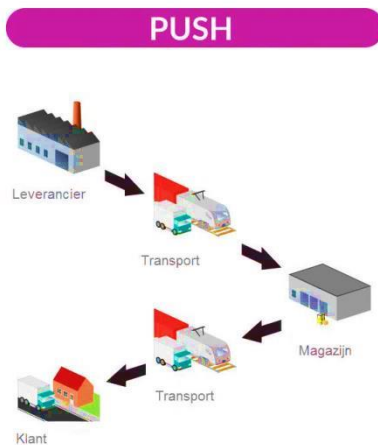 PUSH
Leverancier
Transport
Magazijn
Transport
Klant